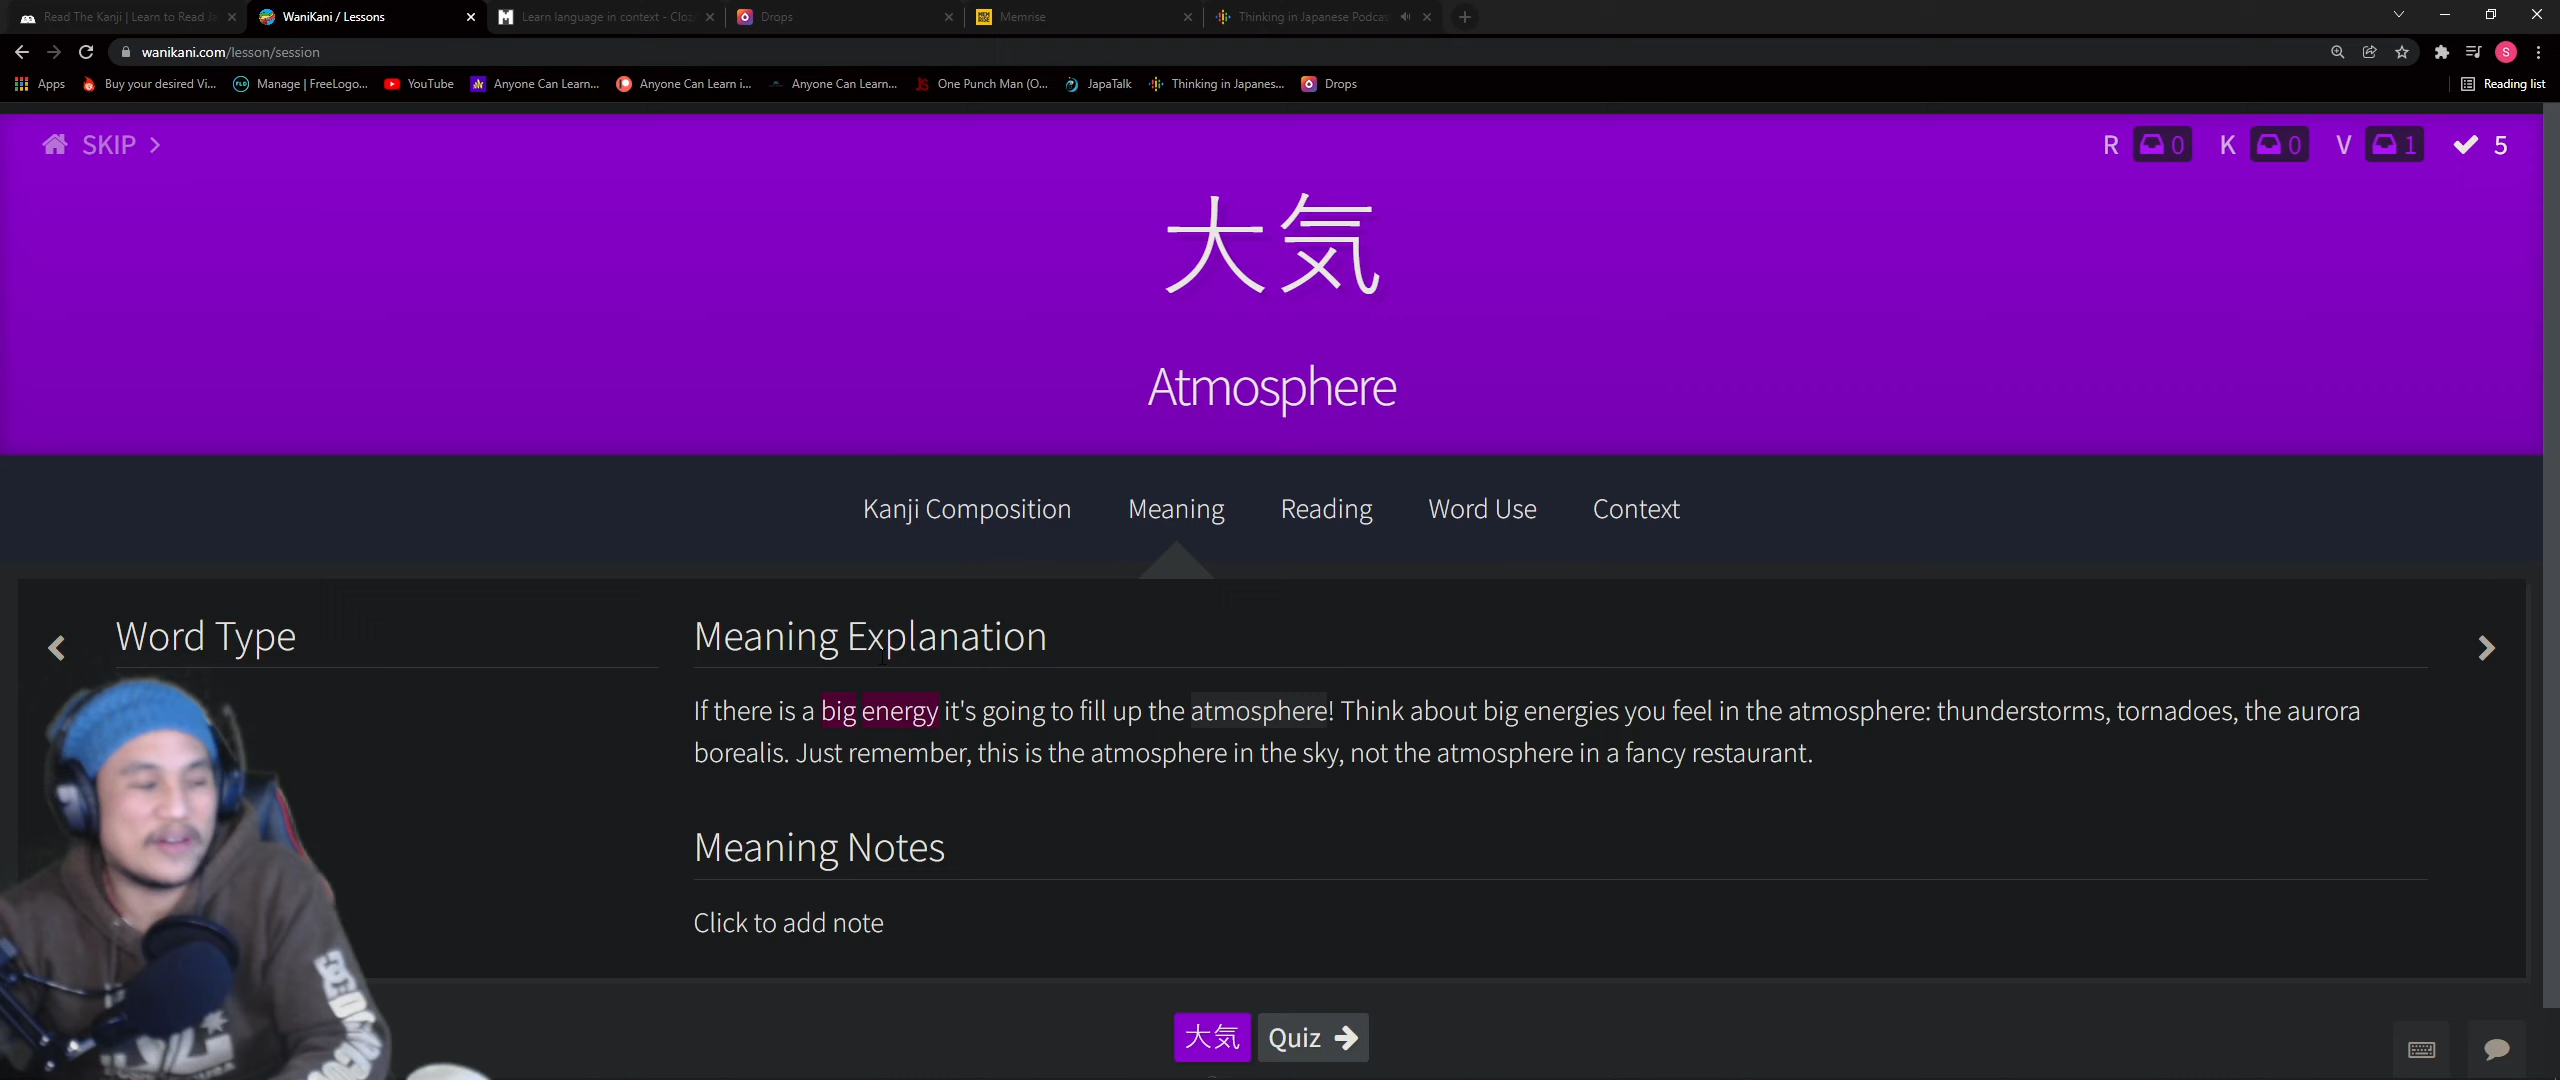 Read The Kanji | Learn to Read Ja
WaniKani / Lessons
Learn language in context - Cloz
Drops
Memrise
Thinking in Japanese Podcas
wanikani.com/lesson/session
S
Apps
Buy your desired Vi...
Manage | FreeLogo...
YouTube
Anyone Can Learn...
Anyone Can Learn i...
Anyone Can Learn...
One Punch Man (O...
JapaTalk
Thinking in Japanes...
Drops
Reading list
SKIP
R 0 K 0 V 1 5
大気
Atmosphere
Kanji Composition Meaning Reading Word Use Context
Word Type
Meaning Explanation
If there is a big energy it's going to fill up the atmosphere! Think about big energies you feel in the atmosphere: thunderstorms, tornadoes, the aurora
borealis. Just remember, this is the atmosphere in the sky, not the atmosphere in a fancy restaurant.
Meaning Notes
Click to add note
大気 Quiz